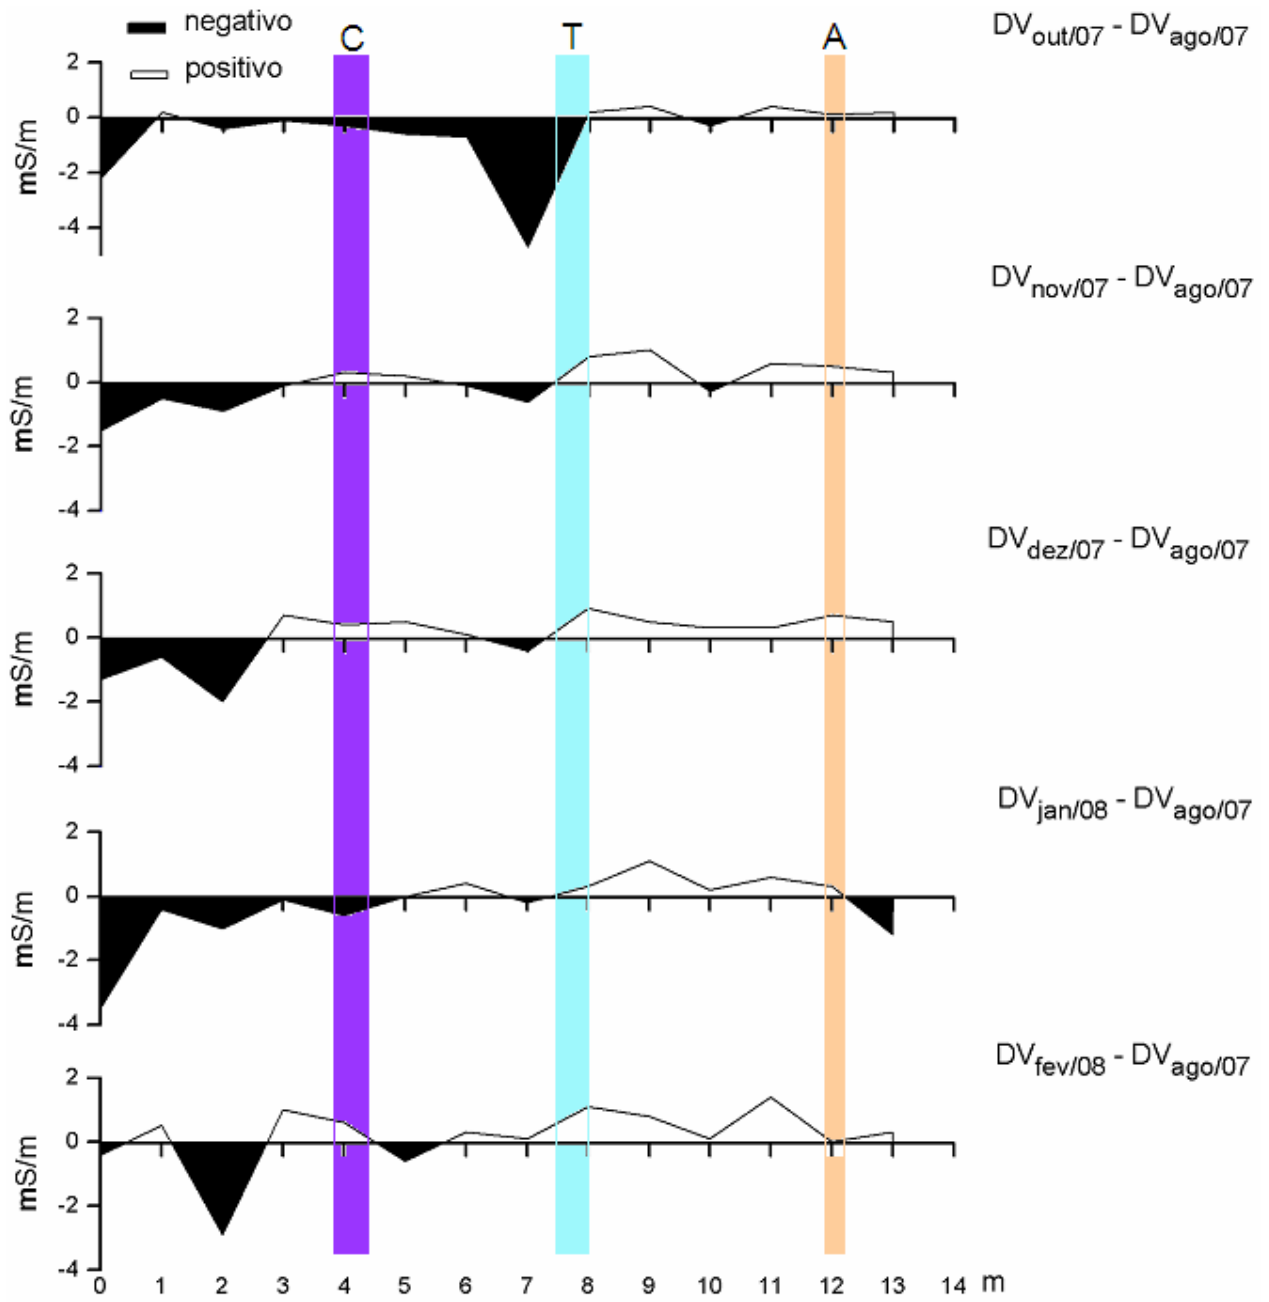 negativo
positivo
C T A
DVout/07 - DVago/07
2
0
-2
-4
mS/m
DVnov/07 - DVago/07
2
0
-2
-4
mS/m
DVdez/07 - DVago/07
2
0
-2
-4
mS/m
DVjan/08 - DVago/07
2
0
-2
-4
mS/m
DVfev/08 - DVago/07
2
0
-2
-4
mS/m
0 1 2 3 4 5 6 7 8 9 10 11 12 13 14 m